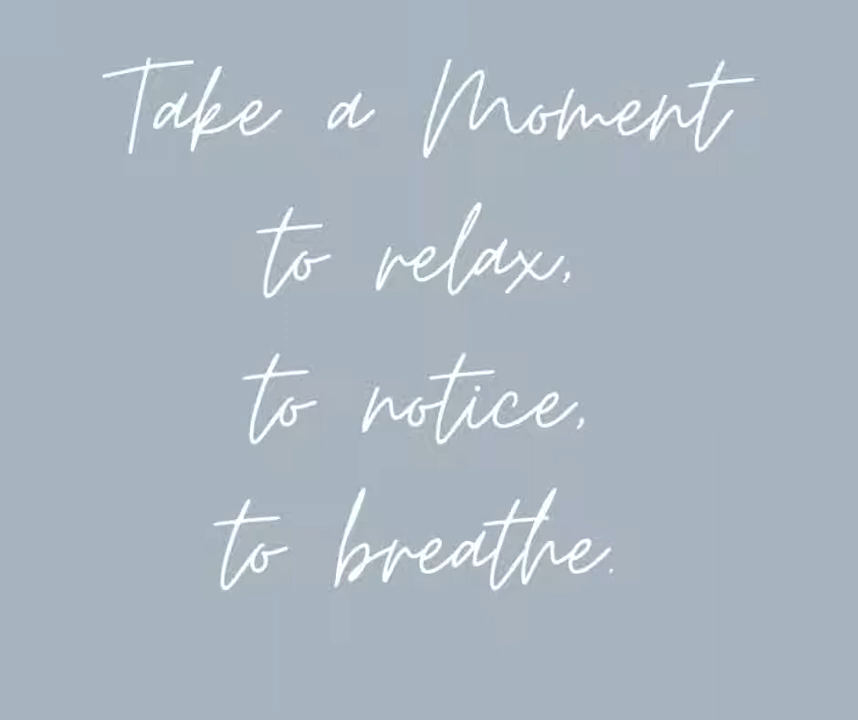 Take a Moment
to relax,
to notice,
to breathe.